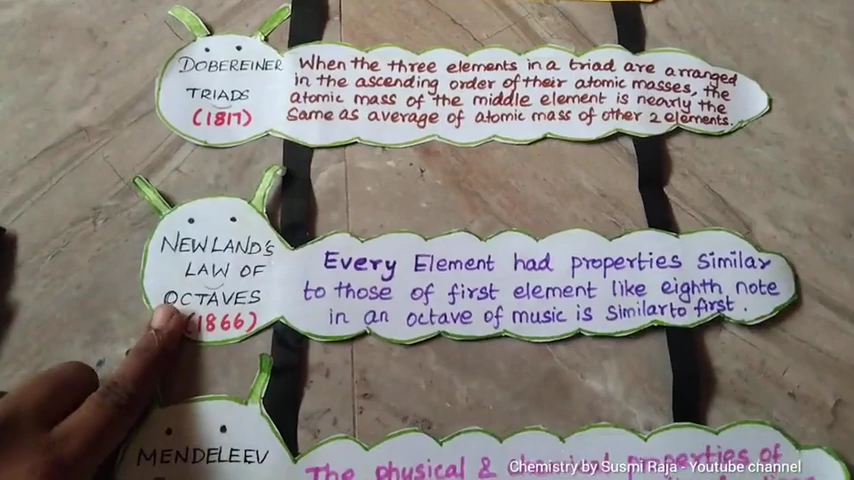 DOBEREINER
TRIADS
(1817)
When the three elements in a triad are arranged
in the ascending order of their atomic masses, the
atomic mass of the middle element is nearly the
same as average of atomic mass of other 2 elements.
NEWLAND's
LAW OF
OCTAVES
(1866)
Every Element had properties similar
to those of first element like eighth note
in an octave of music is similar to first.
MENDELEEV
The physical & chemical properties of
Chemistry by Susmi Raja - Youtube channel